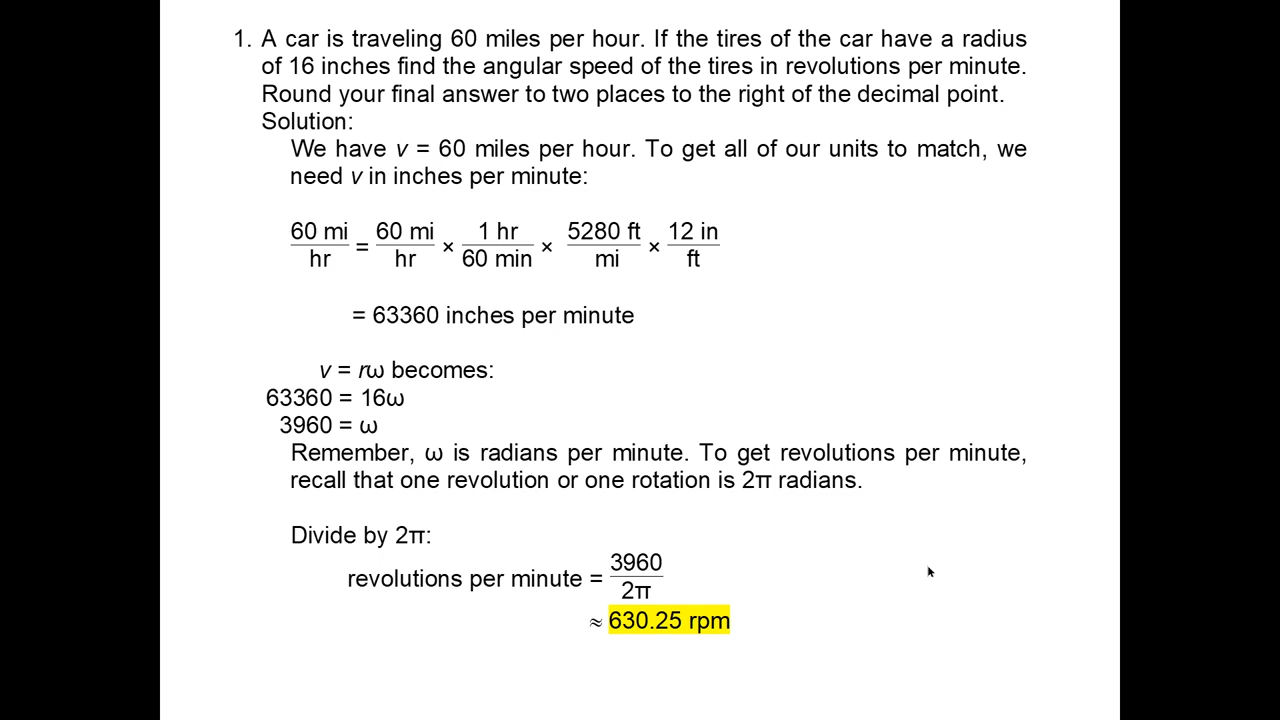 1. A car is traveling 60 miles per hour. If the tires of the car have a radius
of 16 inches find the angular speed of the tires in revolutions per minute.
Round your final answer to two places to the right of the decimal point.
Solution:
We have v = 60 miles per hour. To get all of our units to match, we
need v in inches per minute:
60 mi/hr = 60 mi/hr × 1 hr/60 min × 5280 ft/mi × 12 in/ft
= 63360 inches per minute
v = rω becomes:
63360 = 16ω
3960 = ω
Remember, ω is radians per minute. To get revolutions per minute,
recall that one revolution or one rotation is 2π radians.
Divide by 2π:
revolutions per minute = 3960/2π
≈ 630.25 rpm